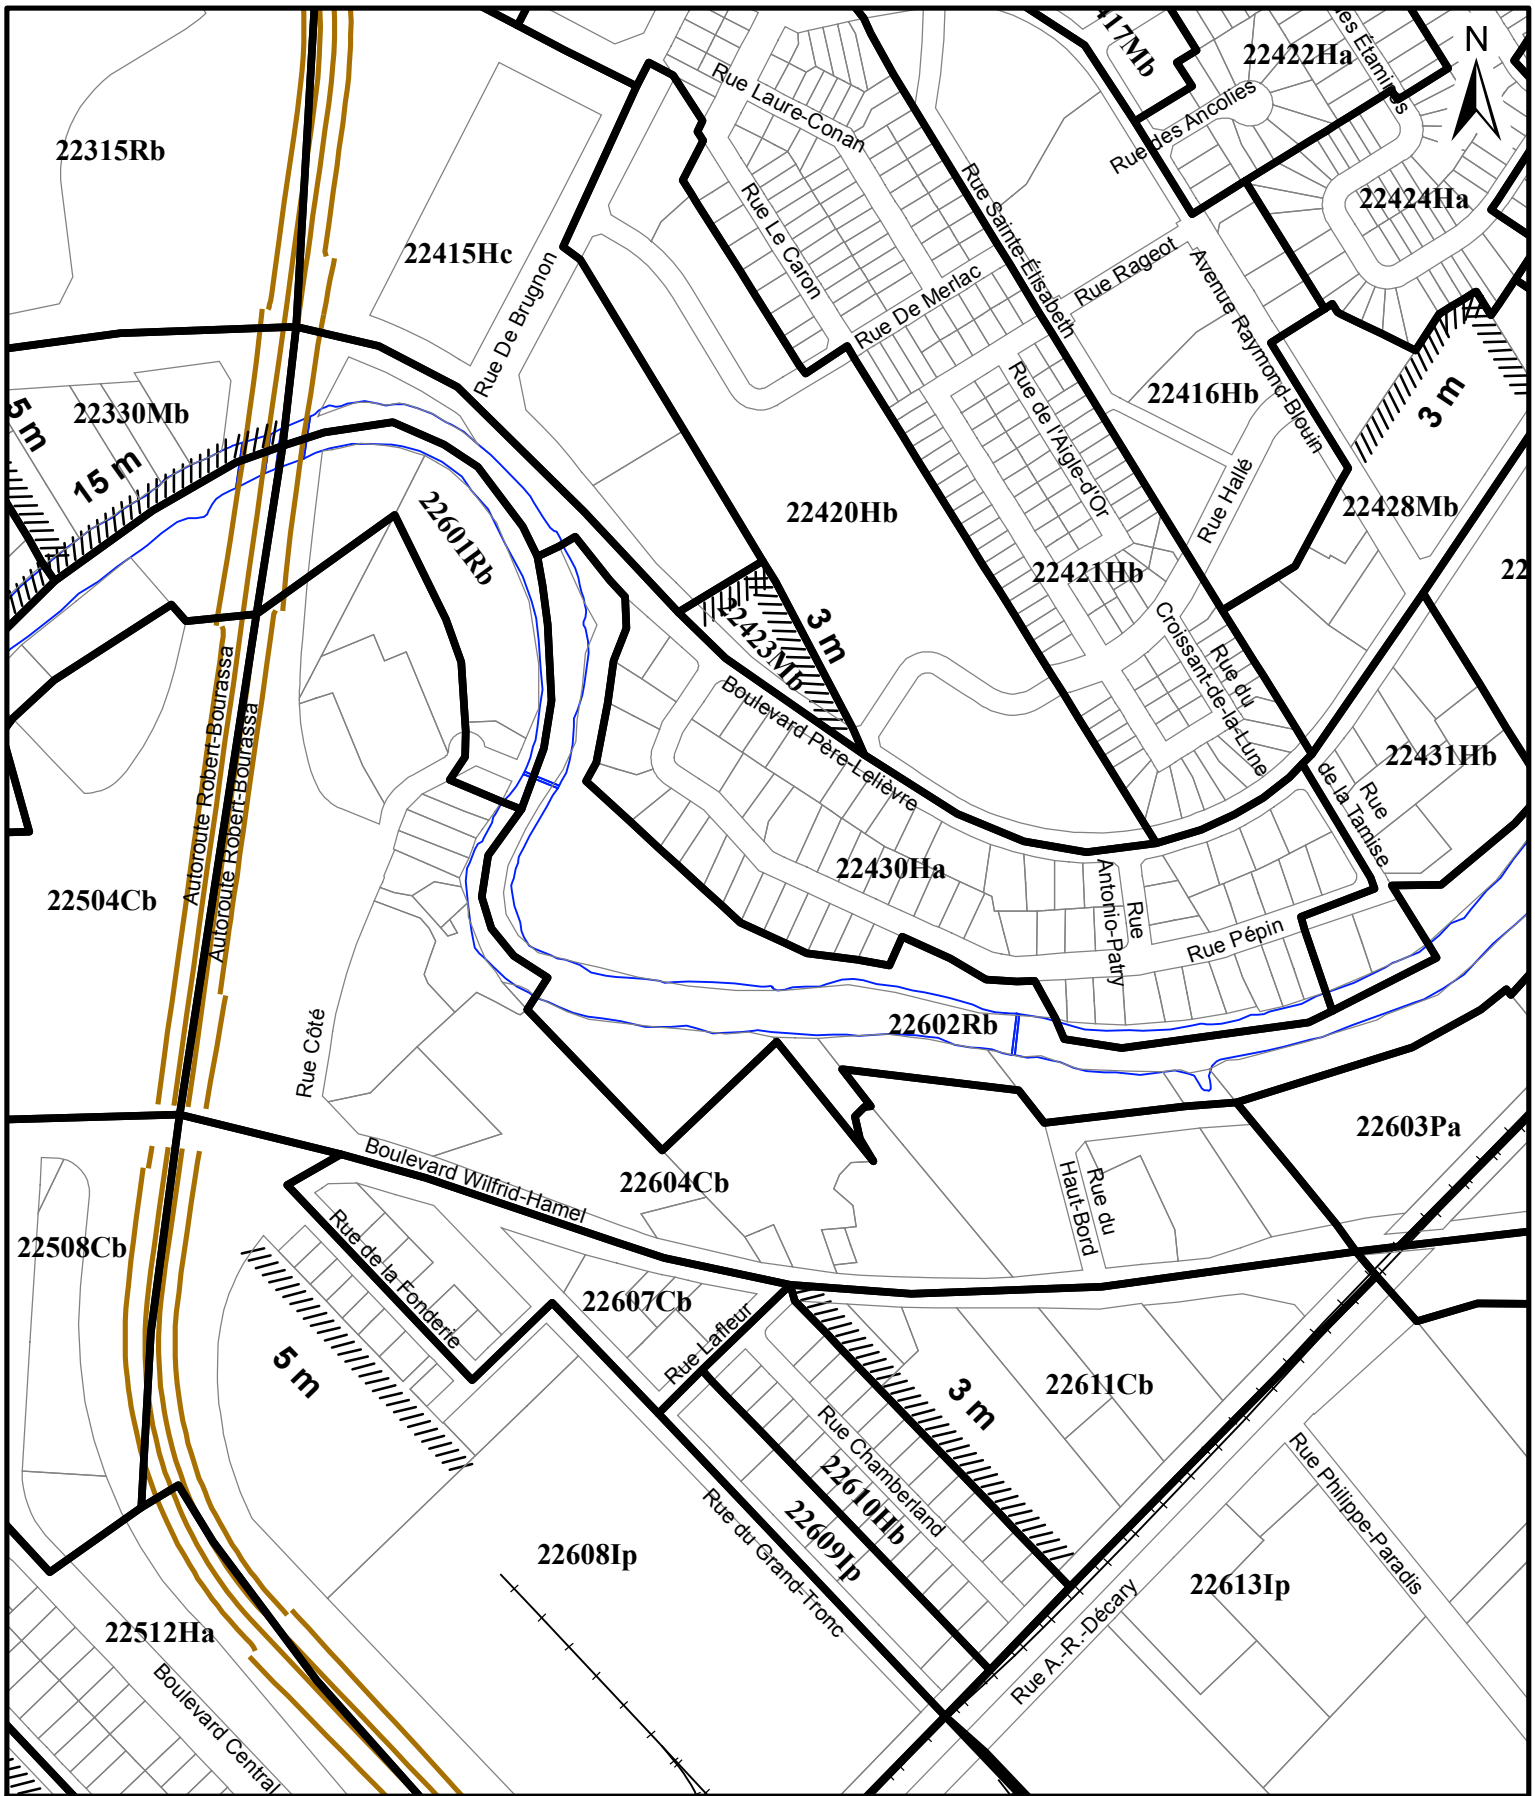 417Mb
22422Ha
N
Rue Laure-Conan
Rue des Ancolies
22315Rb
22424Ha
Rue Le Caron
Rue Sainte-Élisabeth
22415Hc
Rue De Brugnon
Rue De Merlac
Rue Rageot
Avenue Raymond-Blouin
22330Mb
5 m
15 m
Rue de l'Aigle-d'Or
22416Hb
3 m
22601Rb
22420Hb
Rue Hallé
22428Mb
22421Hb
22
22423Mb
3 m
Croissant-de-la-Lune
Rue du
Autoroute Robert-Bourassa
Autoroute Robert-Bourassa
Boulevard Père-Lelièvre
22431Hb
Rue
de la Tamise
22504Cb
22430Ha
Rue
Antonio-Patry
Rue Pépin
22602Rb
Rue Côté
22603Pa
Boulevard Wilfrid-Hamel
22604Cb
Rue du
Haut-Bord
22508Cb
Rue de la Fonderie
22607Cb
Rue Lafleur
5 m
3 m
22611Cb
Rue Chamberland
22610Hb
22609Ip
Rue du Grand-Tronc
Rue Philippe-Paradis
22608Ip
22613Ip
Rue A.-R.-Décary
22512Ha
Boulevard Central